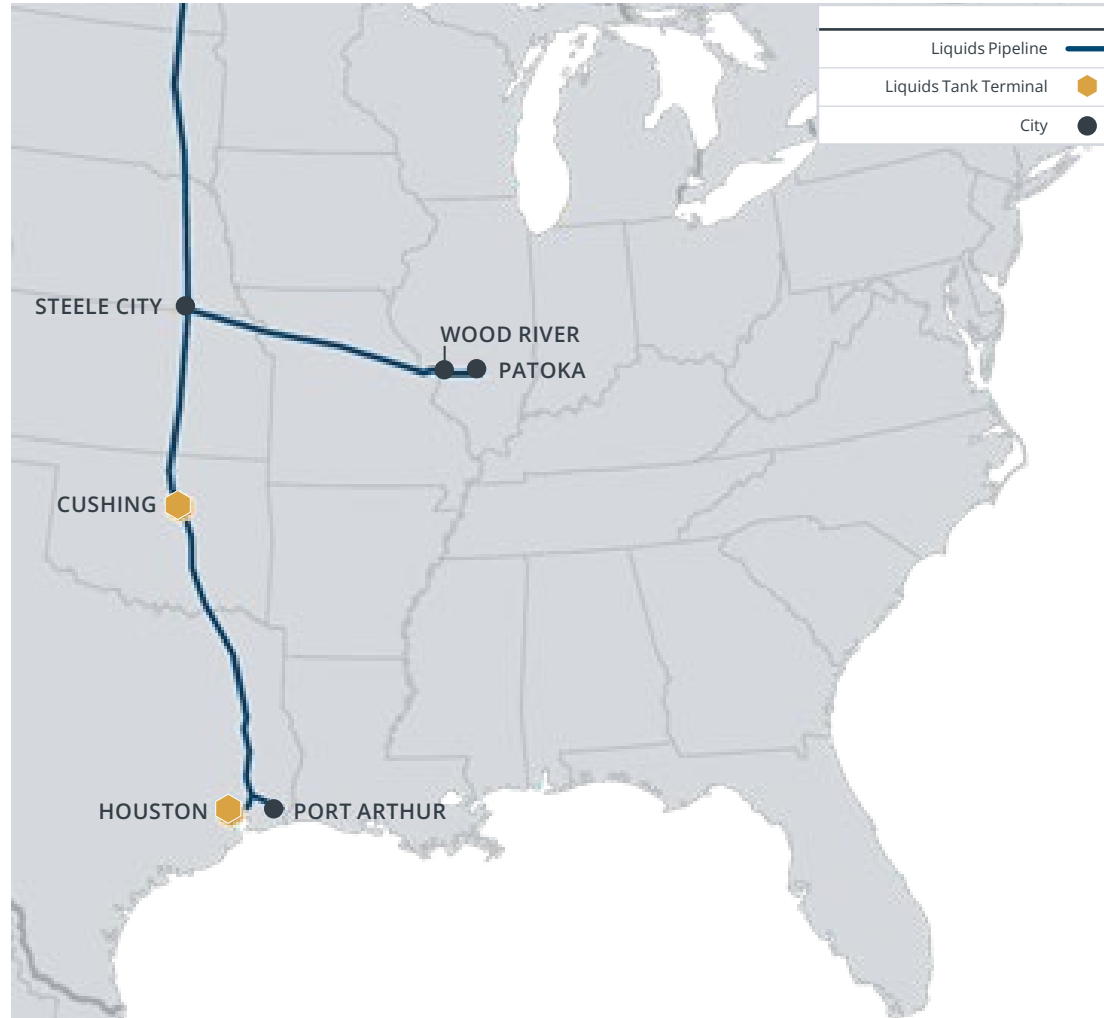 Liquids Pipeline
Liquids Tank Terminal
City
STEELE CITY
WOOD RIVER
PATOKA
CUSHING
HOUSTON
PORT ARTHUR